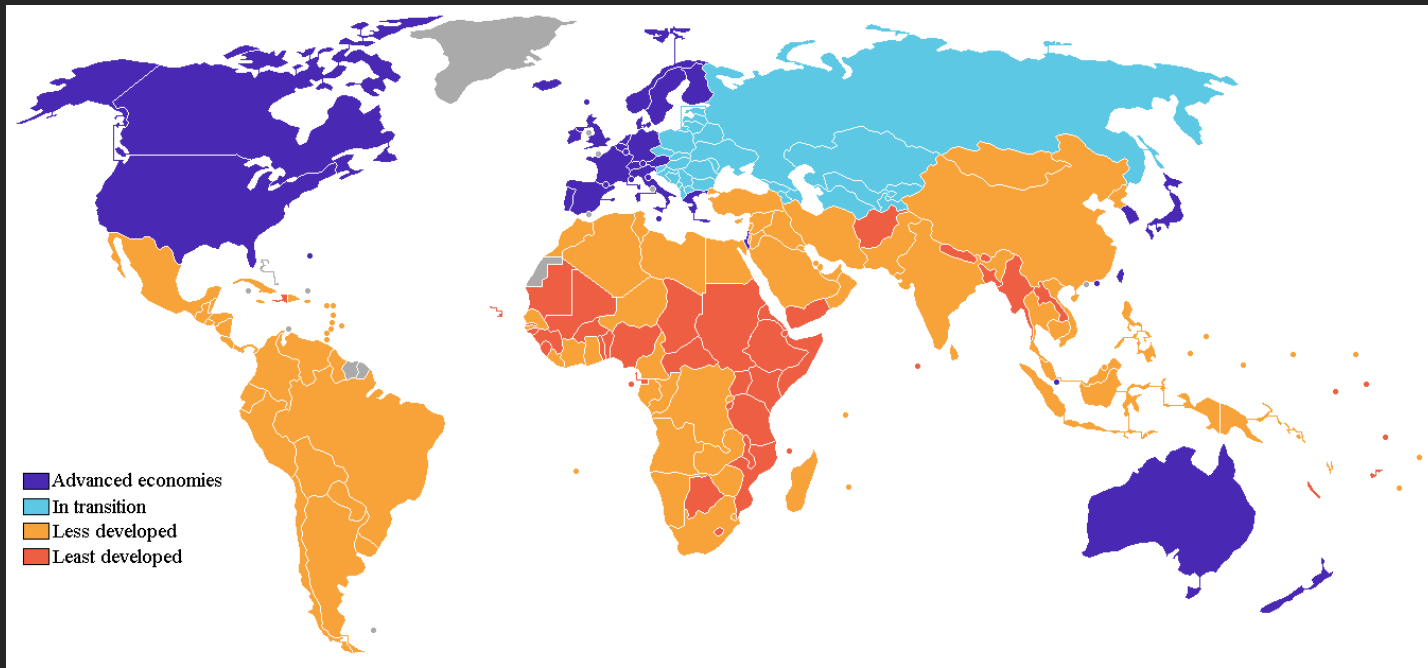 Advanced economies
In transition
Less developed
Least developed